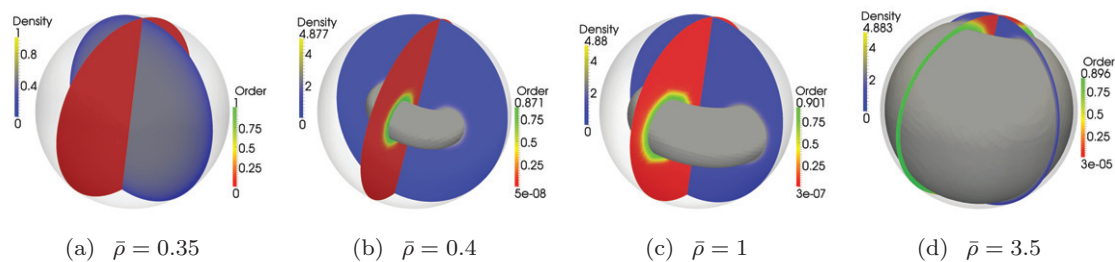 Density
1
0.8
0.4
0
Order
1
0.75
0.5
0.25
0
Density
4.877
4
2
0
Order
0.871
0.75
0.5
0.25
5e-08
Density
4.88
4
2
0
Order
0.901
0.75
0.5
0.25
3e-07
Density
4.883
4
2
0
Order
0.896
0.75
0.5
0.25
3e-05
(a) ρ̄ = 0.35
(b) ρ̄ = 0.4
(c) ρ̄ = 1
(d) ρ̄ = 3.5